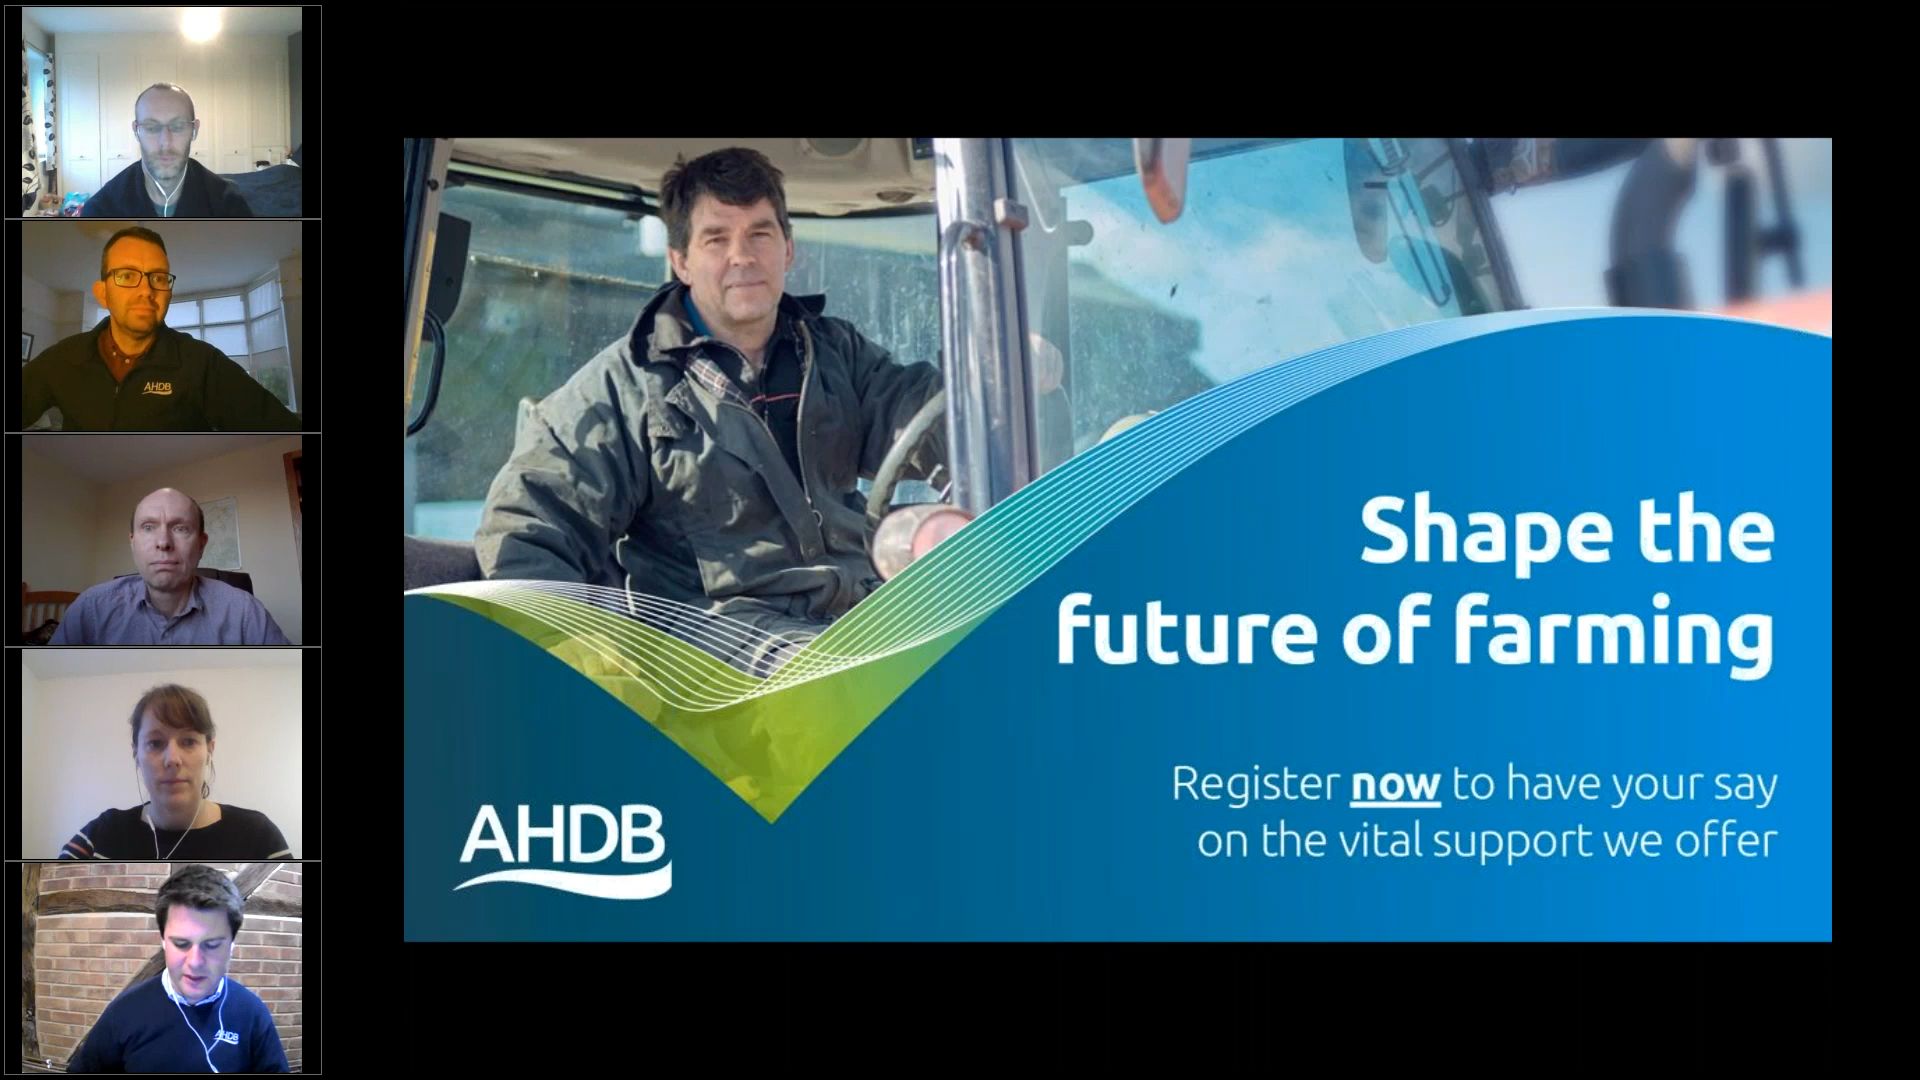 AHDB
AHDB
Shape the
future of farming
Register now to have your say
on the vital support we offer
AHDB